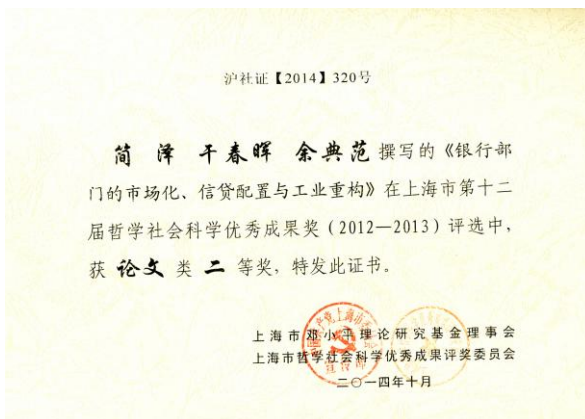 沪社证【2014】320号
简 泽 干春晖 余典范 撰写的《银行部
门的市场化、信贷配置与工业重构》在上海市第十二
届哲学社会科学优秀成果奖(2012—2013)评选中,
获 论文 类 二 等奖,特发此证书。
上海市邓小平理论研究基金理事会
上海市哲学社会科学优秀成果评奖委员会
二〇一四年十月